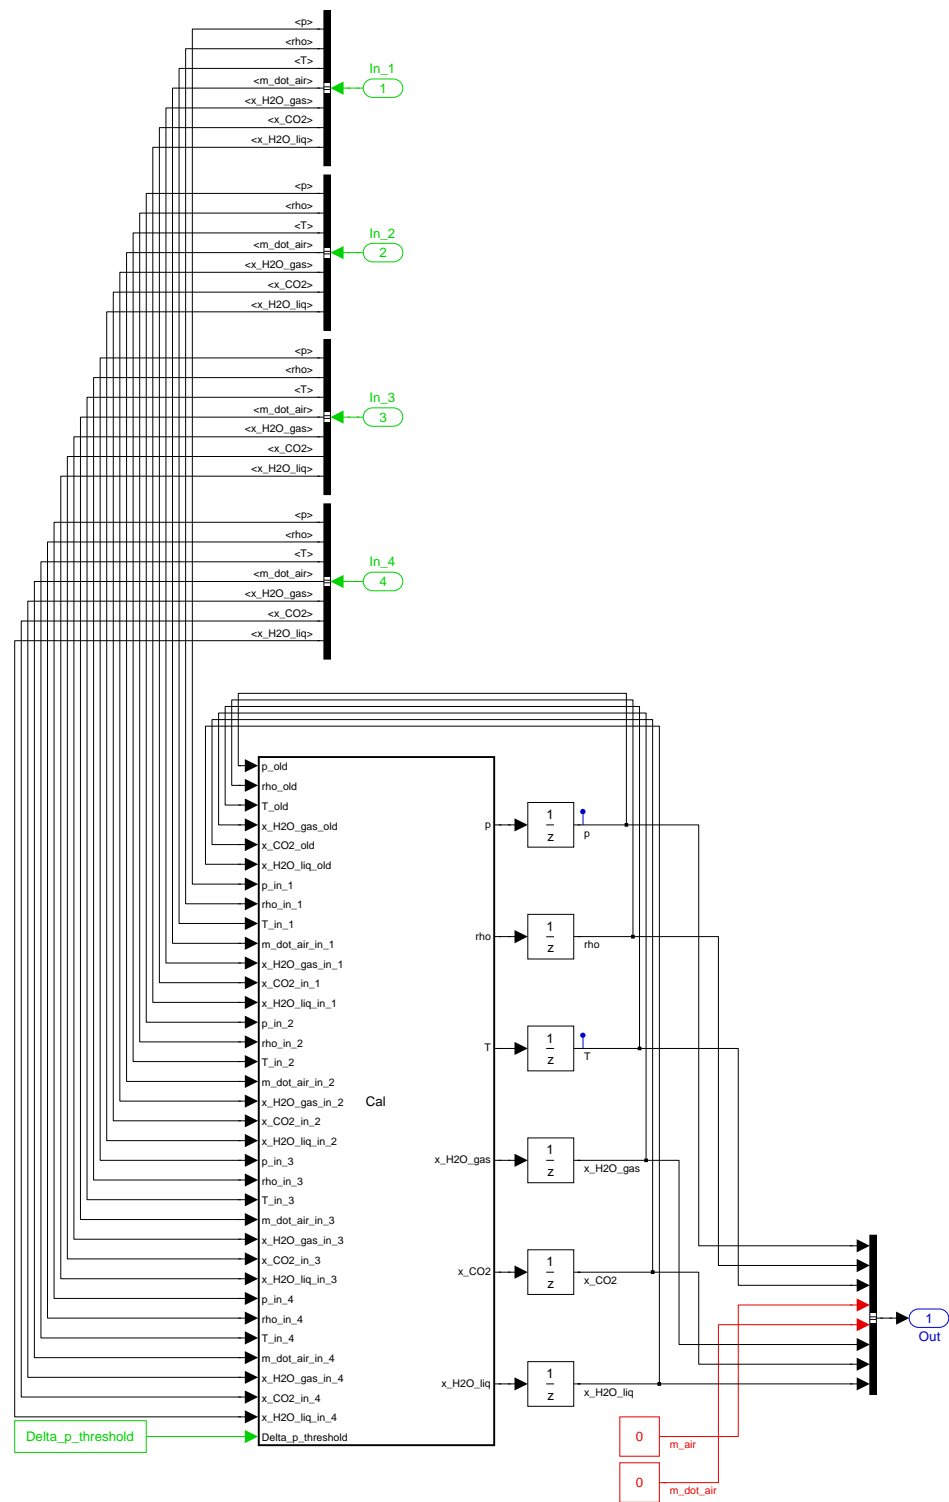 <p>
<rho>
<T>
<m_dot_air>
<x_H2O_gas>
<x_CO2>
<x_H2O_liq>
In_1
1
<p>
<rho>
<T>
<m_dot_air>
<x_H2O_gas>
<x_CO2>
<x_H2O_liq>
In_2
2
<p>
<rho>
<T>
<m_dot_air>
<x_H2O_gas>
<x_CO2>
<x_H2O_liq>
In_3
3
<p>
<rho>
<T>
<m_dot_air>
<x_H2O_gas>
<x_CO2>
<x_H2O_liq>
In_4
4
p_old
rho_old
T_old
x_H2O_gas_old
x_CO2_old
x_H2O_liq_old
p_in_1
rho_in_1
T_in_1
m_dot_air_in_1
x_H2O_gas_in_1
x_CO2_in_1
x_H2O_liq_in_1
p_in_2
rho_in_2
T_in_2
m_dot_air_in_2
x_H2O_gas_in_2
x_CO2_in_2
x_H2O_liq_in_2
p_in_3
rho_in_3
T_in_3
m_dot_air_in_3
x_H2O_gas_in_3
x_CO2_in_3
x_H2O_liq_in_3
p_in_4
rho_in_4
T_in_4
m_dot_air_in_4
x_H2O_gas_in_4
x_CO2_in_4
x_H2O_liq_in_4
Delta_p_threshold
Delta_p_threshold
Cal
p
1
z
p
rho
1
z
rho
T
1
z
T
x_H2O_gas
1
z
x_H2O_gas
x_CO2
1
z
x_CO2
x_H2O_liq
1
z
x_H2O_liq
0
m_air
0
m_dot_air
1
Out